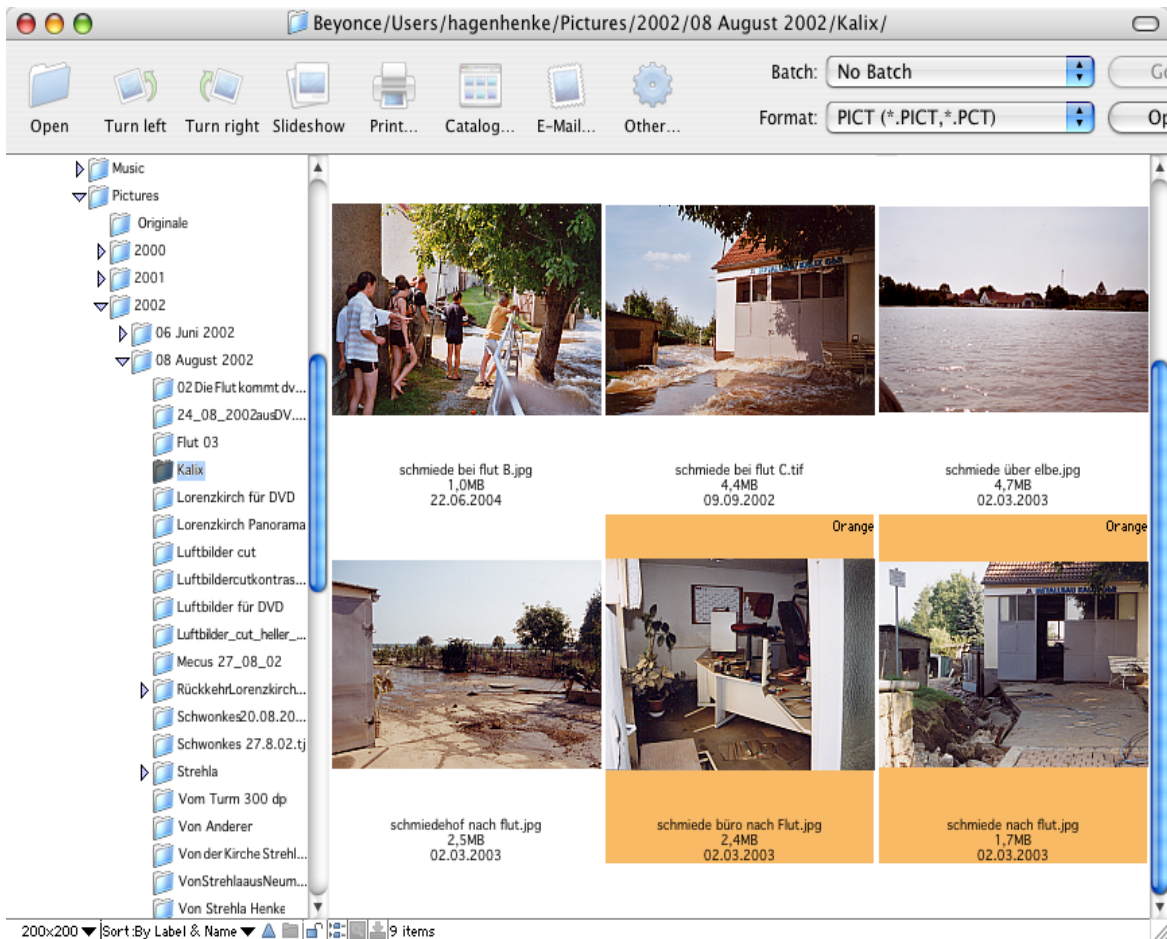 Beyonce/Users/hagenhenke/Pictures/2002/08 August 2002/Kalix/
Batch: No Batch
Format: PICT (*.PICT,*.PCT)
Open
Turn left
Turn right
Slideshow
Print...
Catalog...
E-Mail...
Other...
Music
Pictures
Originale
2000
2001
2002
06 Juni 2002
08 August 2002
02 Die Flut kommt dv...
24_08_2002ausDV....
Flut 03
Kalix
Lorenzkirch für DVD
Lorenzkirch Panorama
Luftbilder cut
Luftbildercutkontras...
Luftbilder für DVD
Luftbilder_cut_heller_...
Mecus 27_08_02
RückkehrLorenzkirch...
Schwonkes20.08.20...
Schwonkes 27.8.02.tj
Strehla
Vom Turm 300 dp
Von Anderer
Von der Kirche Strehl...
VonStrehlaausNeum...
Von Strehla Henke
METALLBAU KALIX GbR
schmiede bei flut B.jpg
1,0MB
22.06.2004
schmiede bei flut C.tif
4,4MB
09.09.2002
schmiede über elbe.jpg
4,7MB
02.03.2003
Orange
Orange
METALLBAU KALIX GbR
schmiedehof nach flut.jpg
2,5MB
02.03.2003
schmiede büro nach Flut.jpg
2,4MB
02.03.2003
schmiede nach flut.jpg
1,7MB
02.03.2003
200x200
Sort:By Label & Name
9 items